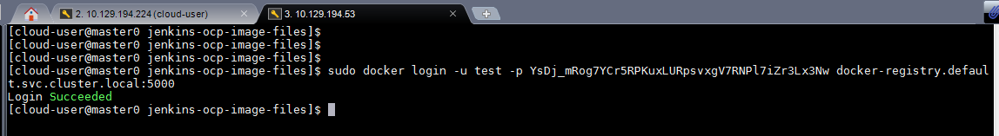 2. 10.129.194.224 (cloud-user)
3. 10.129.194.53
[cloud-user@master0 jenkins-ocp-image-files]$
[cloud-user@master0 jenkins-ocp-image-files]$
[cloud-user@master0 jenkins-ocp-image-files]$
[cloud-user@master0 jenkins-ocp-image-files]$ sudo docker login -u test -p YsDj_mRog7YCr5RPKuxLURpsvxgV7RNPl7iZr3Lx3Nw docker-registry.defaul
t.svc.cluster.local:5000
Login Succeeded
[cloud-user@master0 jenkins-ocp-image-files]$